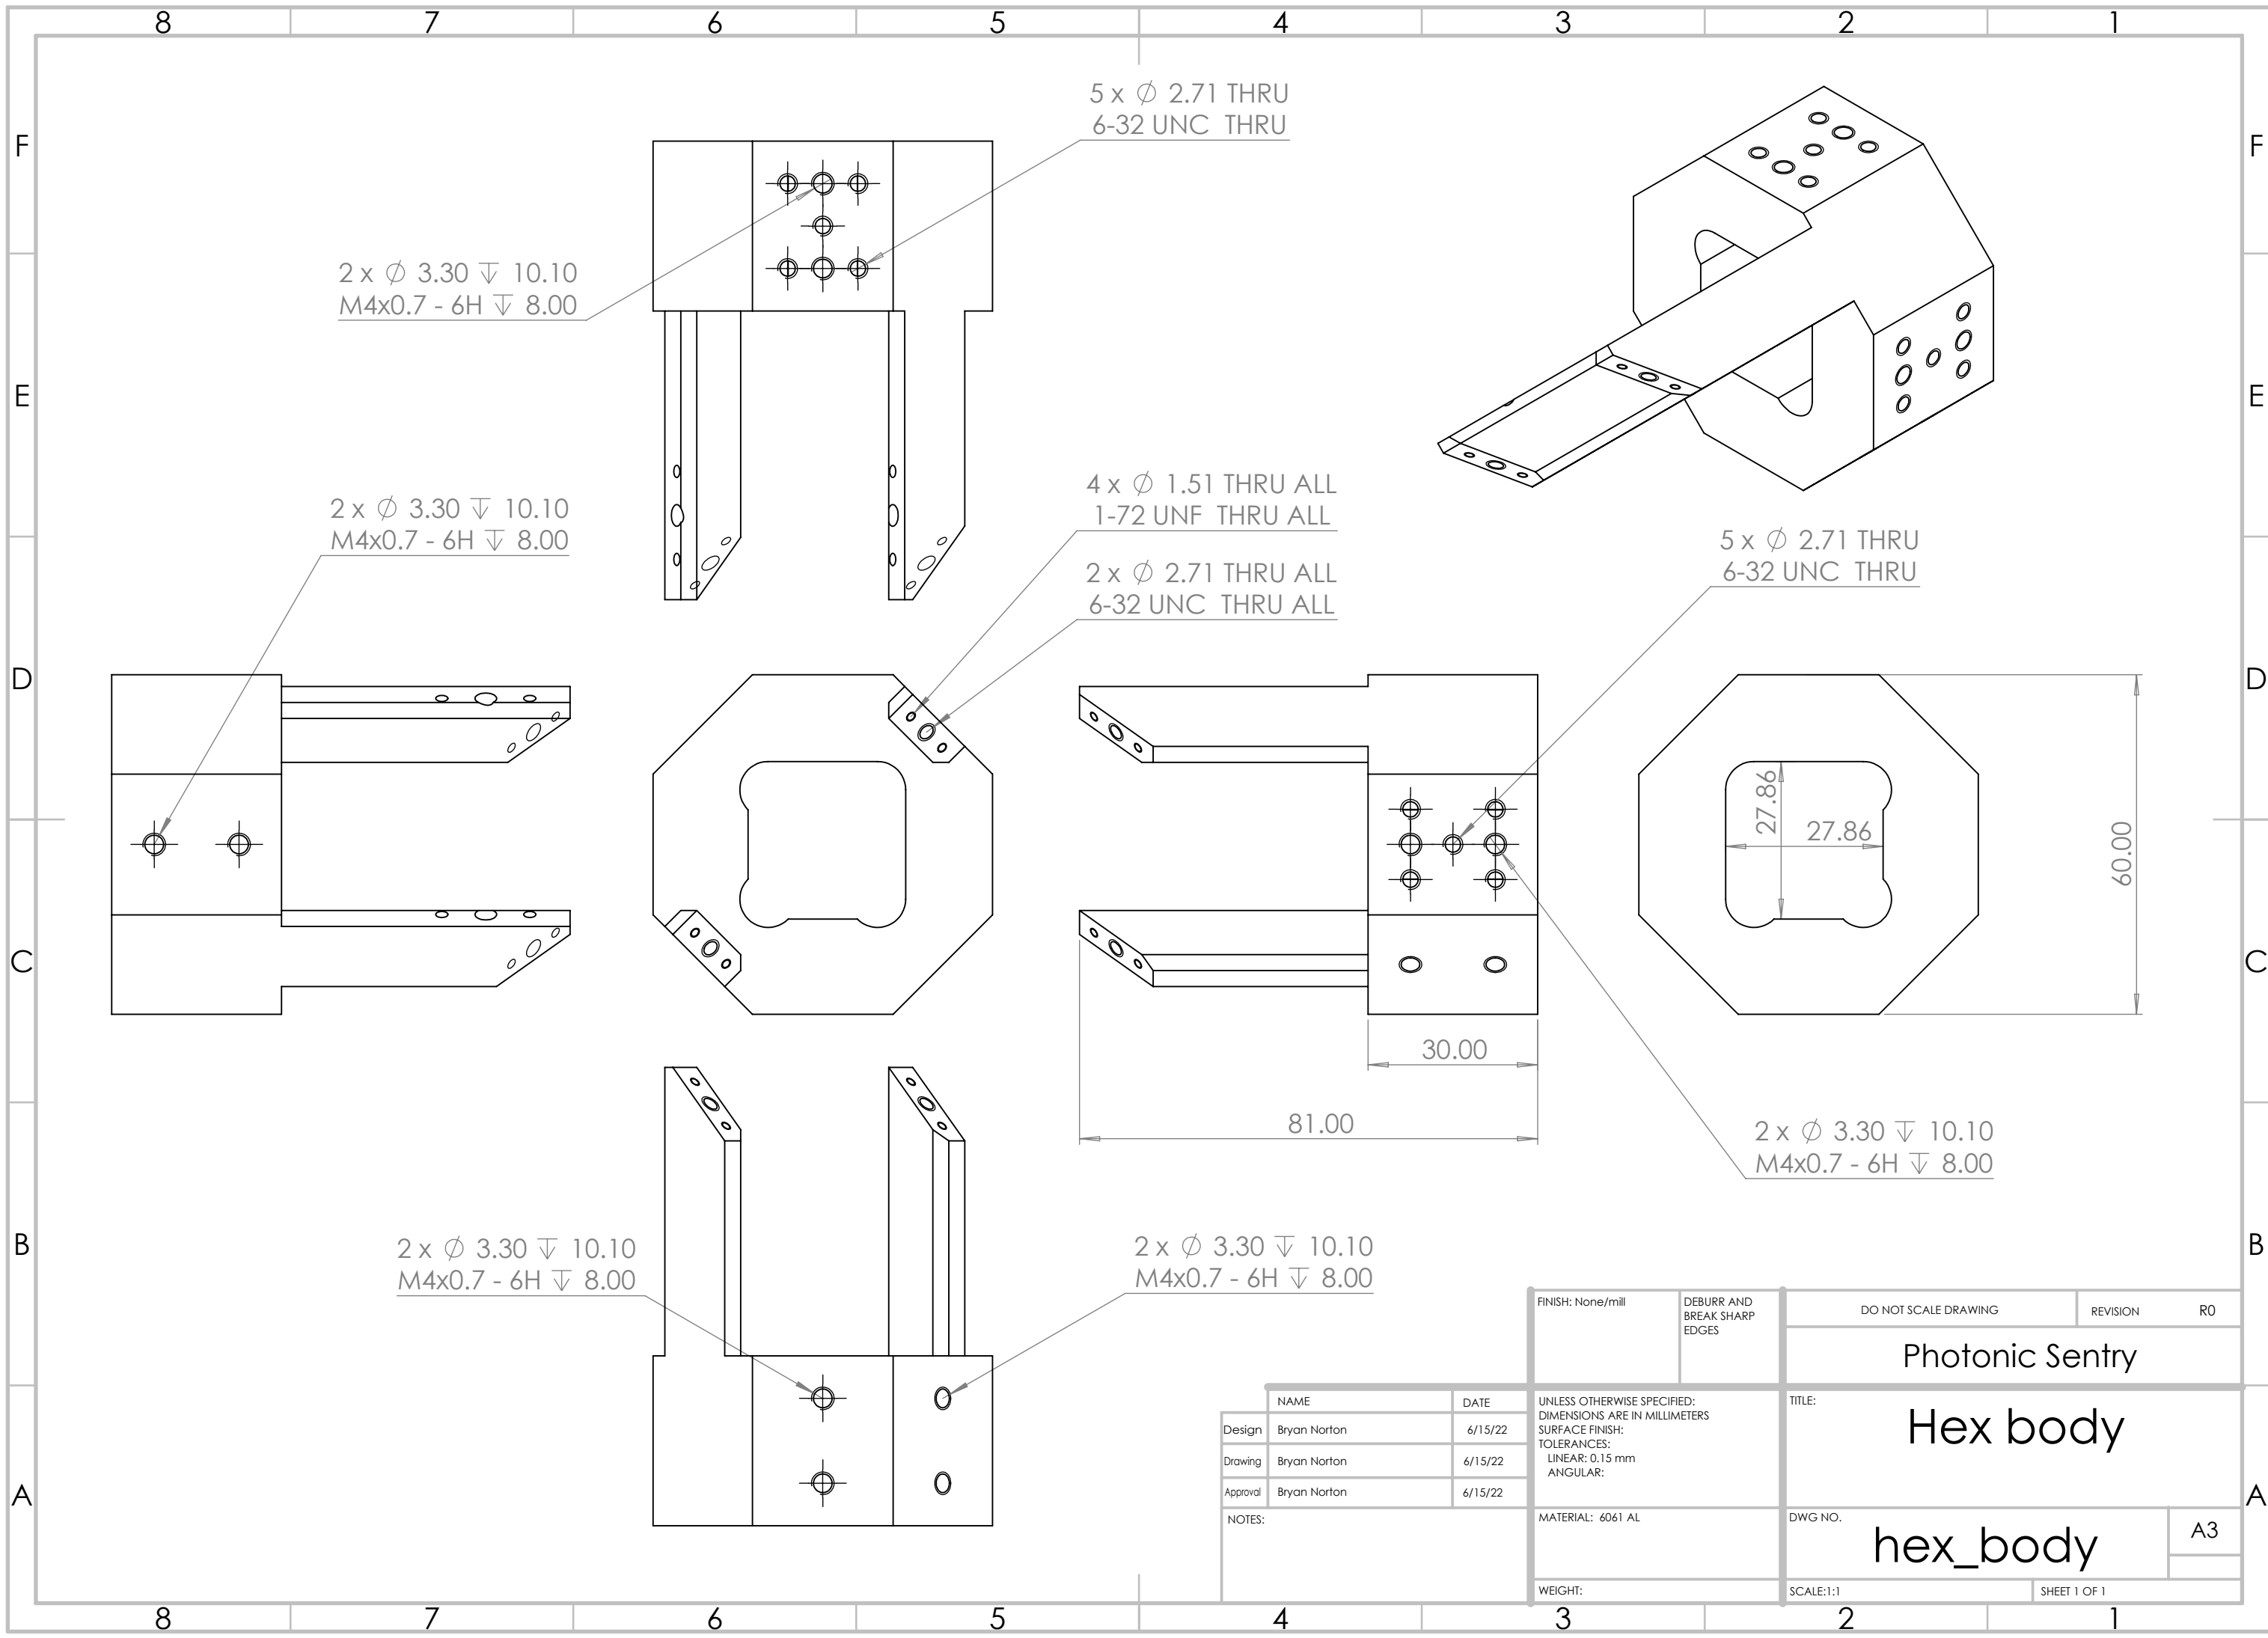 8 7 6 5 4 3 2 1
F F
E E
D D
C C
B B
A A
5 x ∅ 2.71 THRU
6-32 UNC THRU
2 x ∅ 3.30 ↧ 10.10
M4x0.7 - 6H ↧ 8.00
2 x ∅ 3.30 ↧ 10.10
M4x0.7 - 6H ↧ 8.00
4 x ∅ 1.51 THRU ALL
1-72 UNF THRU ALL
2 x ∅ 2.71 THRU ALL
6-32 UNC THRU ALL
5 x ∅ 2.71 THRU
6-32 UNC THRU
27.86
27.86
60.00
30.00
81.00
2 x ∅ 3.30 ↧ 10.10
M4x0.7 - 6H ↧ 8.00
2 x ∅ 3.30 ↧ 10.10
M4x0.7 - 6H ↧ 8.00
2 x ∅ 3.30 ↧ 10.10
M4x0.7 - 6H ↧ 8.00
FINISH: None/mill
DEBURR AND
BREAK SHARP
EDGES
DO NOT SCALE DRAWING
REVISION R0
Photonic Sentry
NAME DATE
Design Bryan Norton 6/15/22
Drawing Bryan Norton 6/15/22
Approval Bryan Norton 6/15/22
NOTES:
UNLESS OTHERWISE SPECIFIED:
DIMENSIONS ARE IN MILLIMETERS
SURFACE FINISH:
TOLERANCES:
LINEAR: 0.15 mm
ANGULAR:
MATERIAL: 6061 AL
WEIGHT:
TITLE:
Hex body
DWG NO.
hex_body
A3
SCALE:1:1
SHEET 1 OF 1
8 7 6 5 4 3 2 1